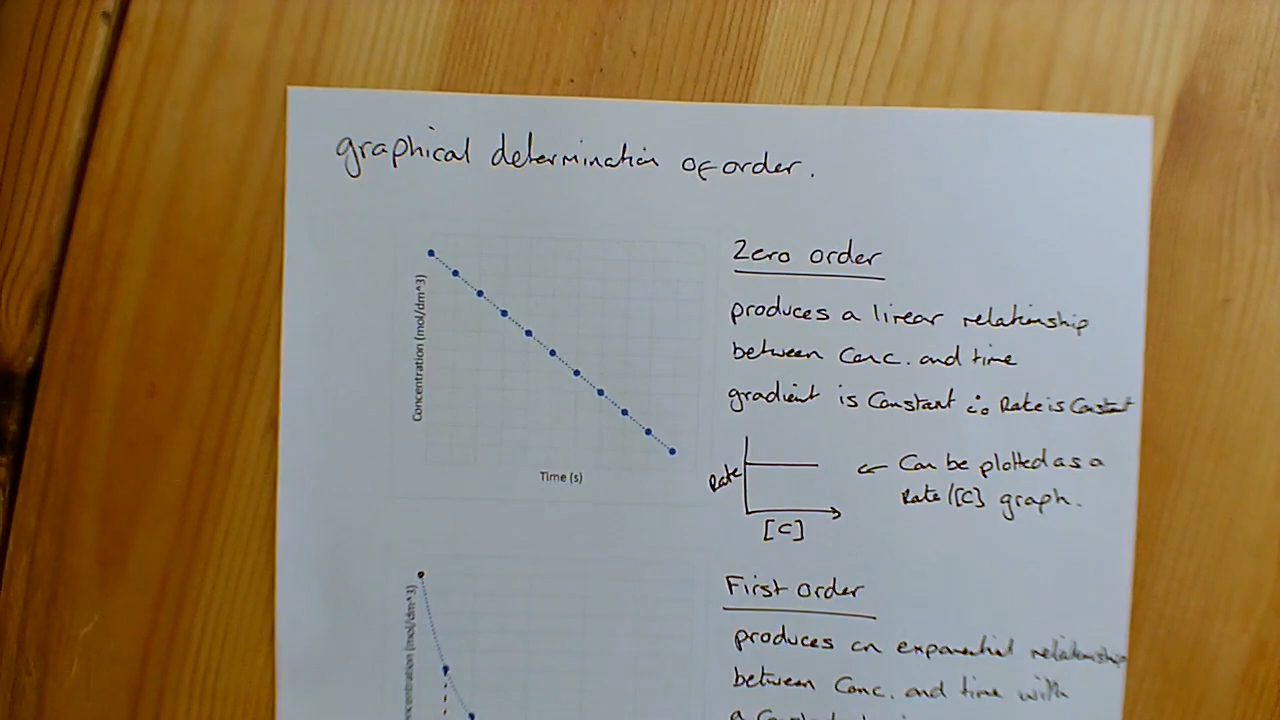 graphical determination of order.
Concentration (mol/dm^3)
Time (s)
Zero order
produces a linear relationship
between Conc. and time
gradient is Constant ∴ Rate is Constant
Rate
[C]
← Can be plotted as a
Rate/[C] graph.
First order
oncentration (mol/dm^3)
produces an exponential relationship
between Conc. and time with
a